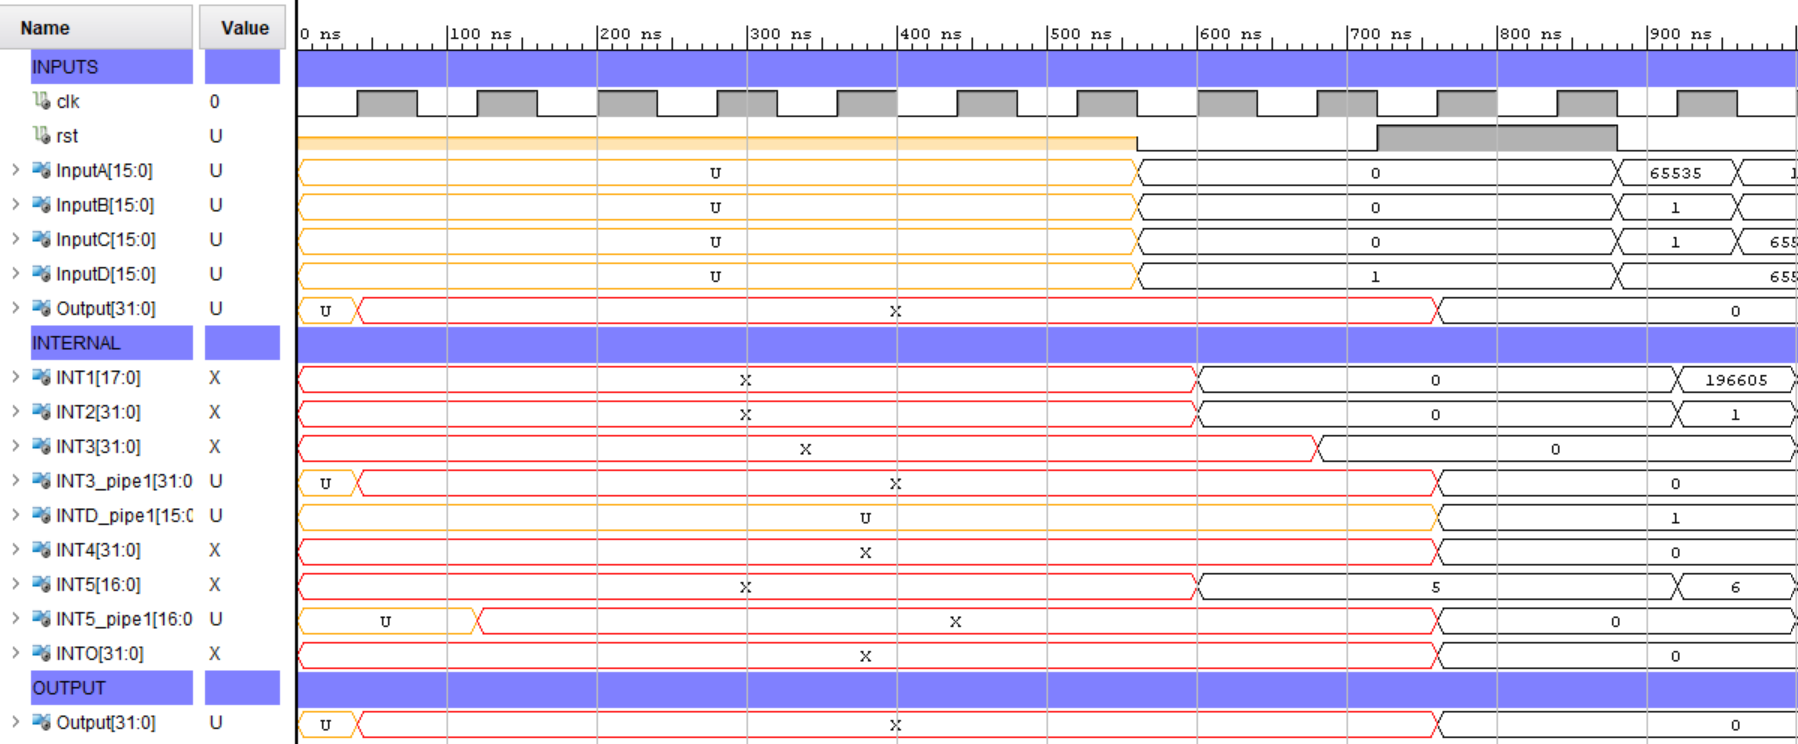 Name Value 0 ns 100 ns 200 ns 300 ns 400 ns 500 ns 600 ns 700 ns 800 ns 900 ns
INPUTS
clk 0
rst U
InputA[15:0] U U 0 65535 1
InputB[15:0] U U 0 1
InputC[15:0] U U 0 1 655
InputD[15:0] U U 1 655
Output[31:0] U U X 0
INTERNAL
INT1[17:0] X X 0 196605
INT2[31:0] X X 0 1
INT3[31:0] X X 0
INT3_pipe1[31:0 U U X 0
INTD_pipe1[15:0 U U 1
INT4[31:0] X X 0
INT5[16:0] X X 5 6
INT5_pipe1[16:0 U U X 0
INTO[31:0] X X 0
OUTPUT
Output[31:0] U U X 0